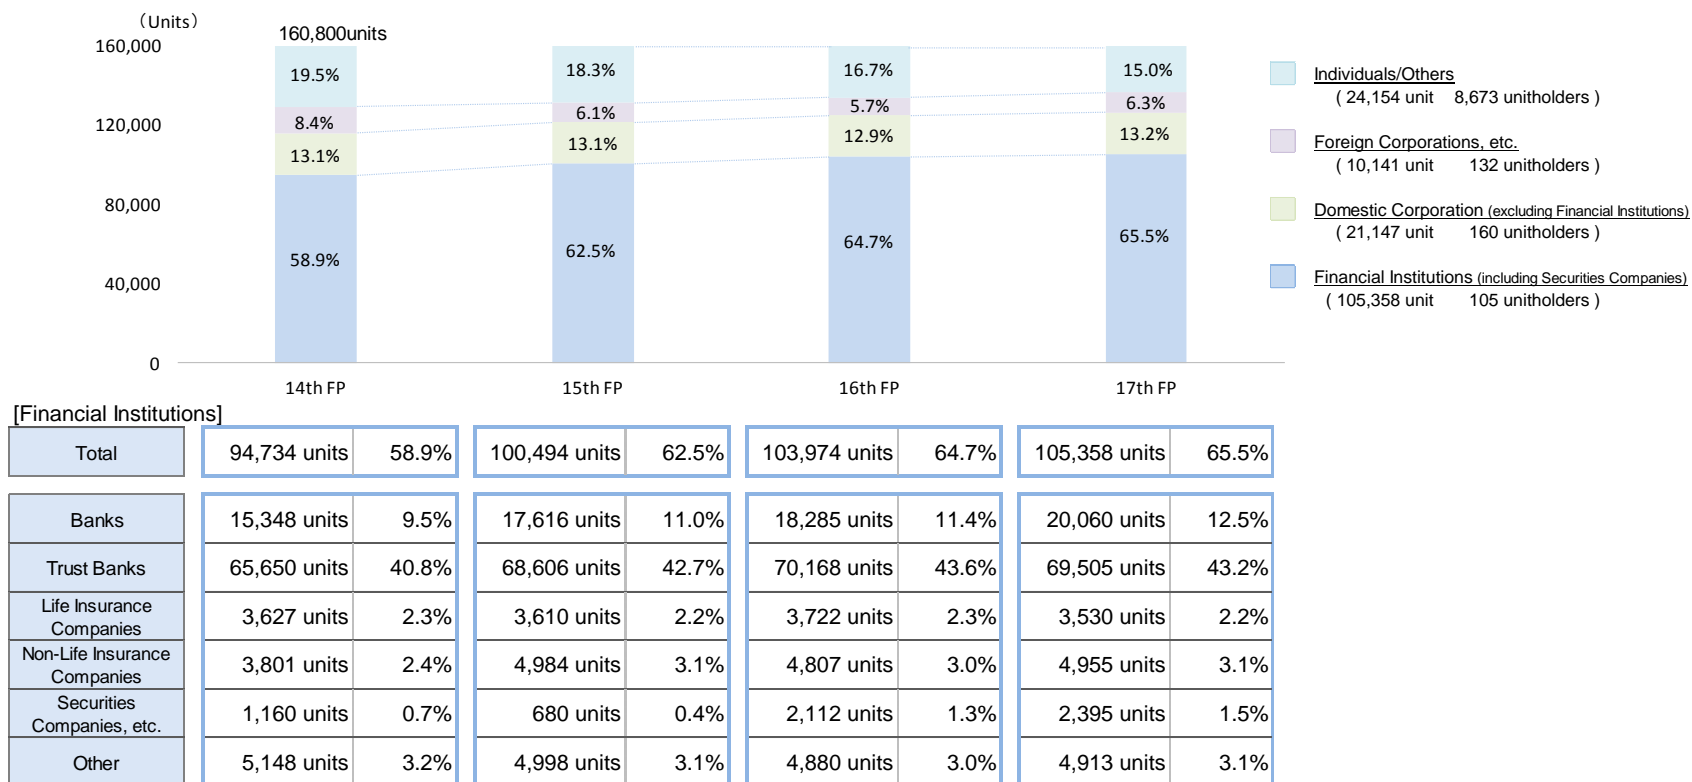 （Units）
160,800units
160,000
120,000
80,000
40,000
0
19.5%
8.4%
13.1%
58.9%
18.3%
6.1%
13.1%
62.5%
16.7%
5.7%
12.9%
64.7%
15.0%
6.3%
13.2%
65.5%
14th FP
15th FP
16th FP
17th FP
Individuals/Others
( 24,154 unit 8,673 unitholders )
Foreign Corporations, etc.
( 10,141 unit 132 unitholders )
Domestic Corporation (excluding Financial Institutions)
( 21,147 unit 160 unitholders )
Financial Institutions (including Securities Companies)
( 105,358 unit 105 unitholders )
[Financial Institutions]
Total 94,734 units 58.9% 100,494 units 62.5% 103,974 units 64.7% 105,358 units 65.5%
Banks 15,348 units 9.5% 17,616 units 11.0% 18,285 units 11.4% 20,060 units 12.5%
Trust Banks 65,650 units 40.8% 68,606 units 42.7% 70,168 units 43.6% 69,505 units 43.2%
Life Insurance
Companies
3,627 units 2.3% 3,610 units 2.2% 3,722 units 2.3% 3,530 units 2.2%
Non-Life Insurance
Companies
3,801 units 2.4% 4,984 units 3.1% 4,807 units 3.0% 4,955 units 3.1%
Securities
Companies, etc.
1,160 units 0.7% 680 units 0.4% 2,112 units 1.3% 2,395 units 1.5%
Other 5,148 units 3.2% 4,998 units 3.1% 4,880 units 3.0% 4,913 units 3.1%